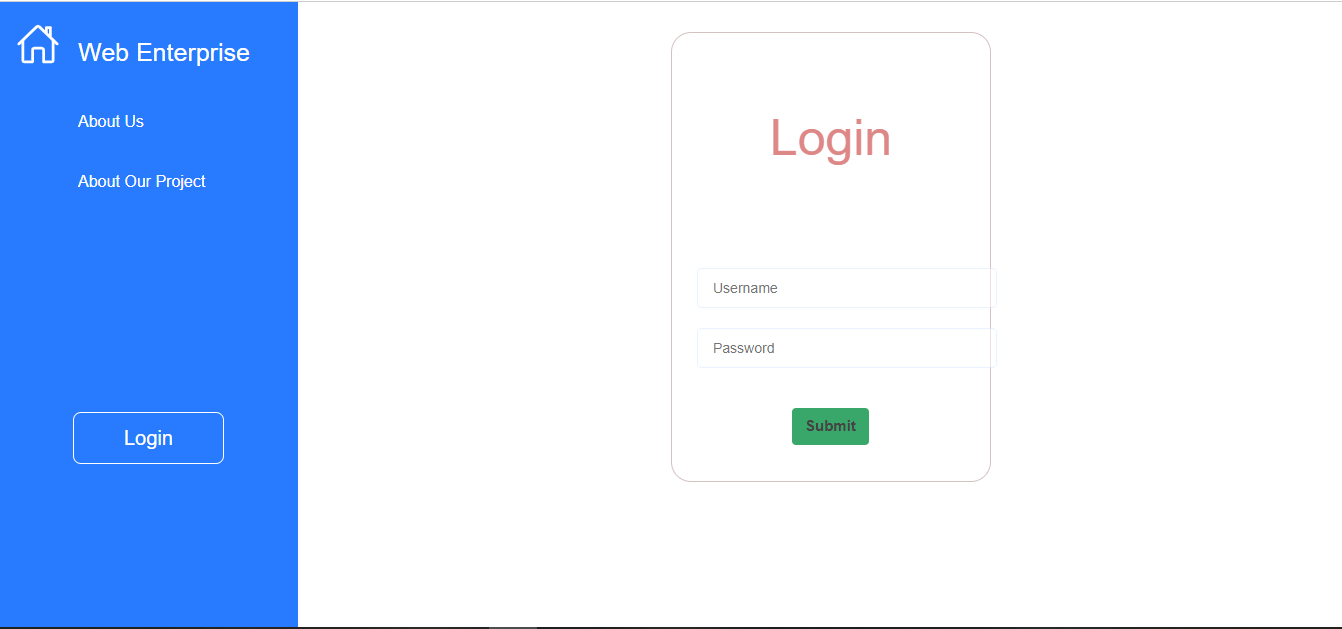 Web Enterprise
About Us
About Our Project
Login
Login
Username
Password
Submit